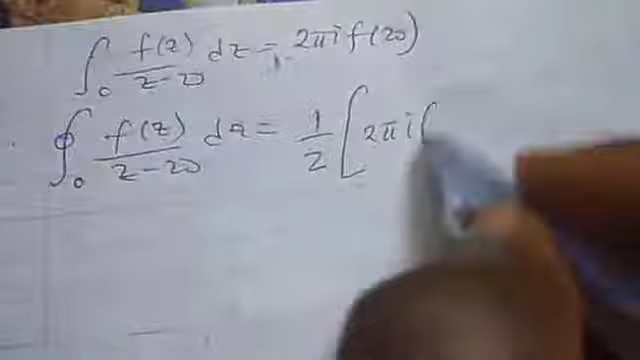 ∫₀ f(z)/(z-z0) dz = 2πi f(z0)
∮₀ f(z)/(z-z0) dz = 1/2 [2πi(